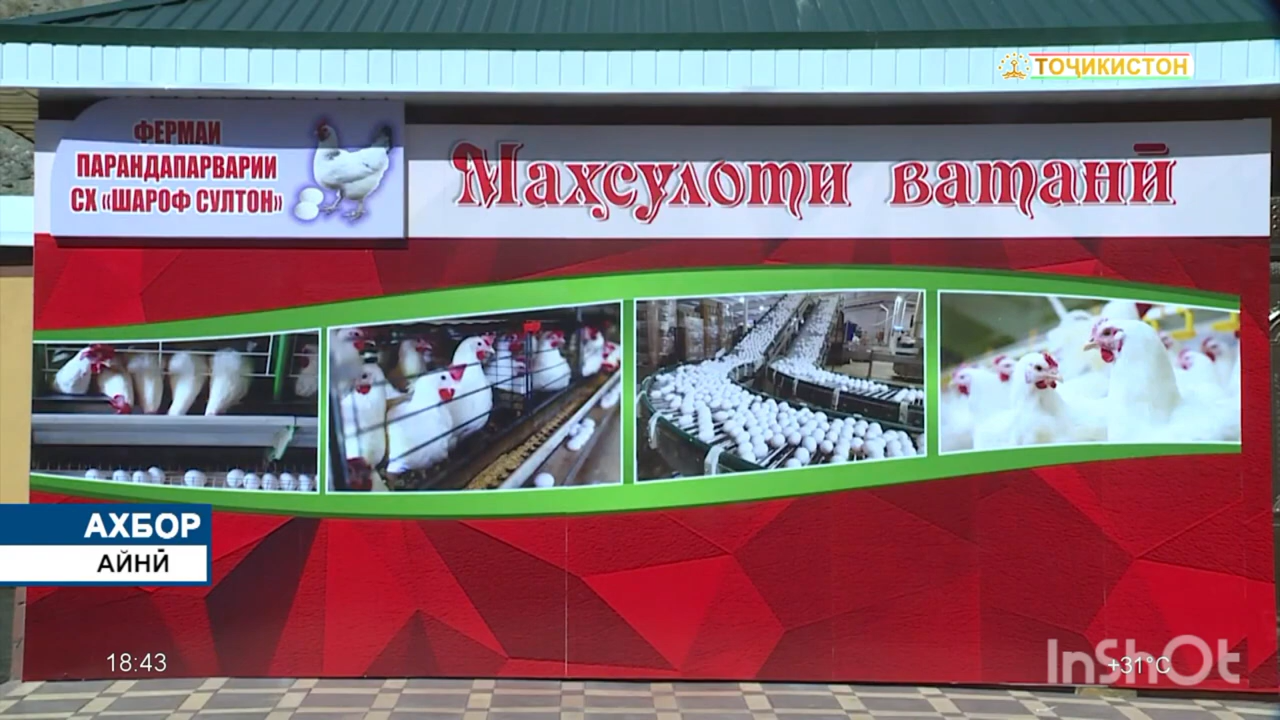 ТОҶИКИСТОН
ФЕРМАИ
ПАРАНДАПАРВАРИИ
СХ «ШАРОФ СУЛТОН»
Маҳсулоти ватанӣ
АХБОР
АЙНӢ
18:43
+31°C
InShOt